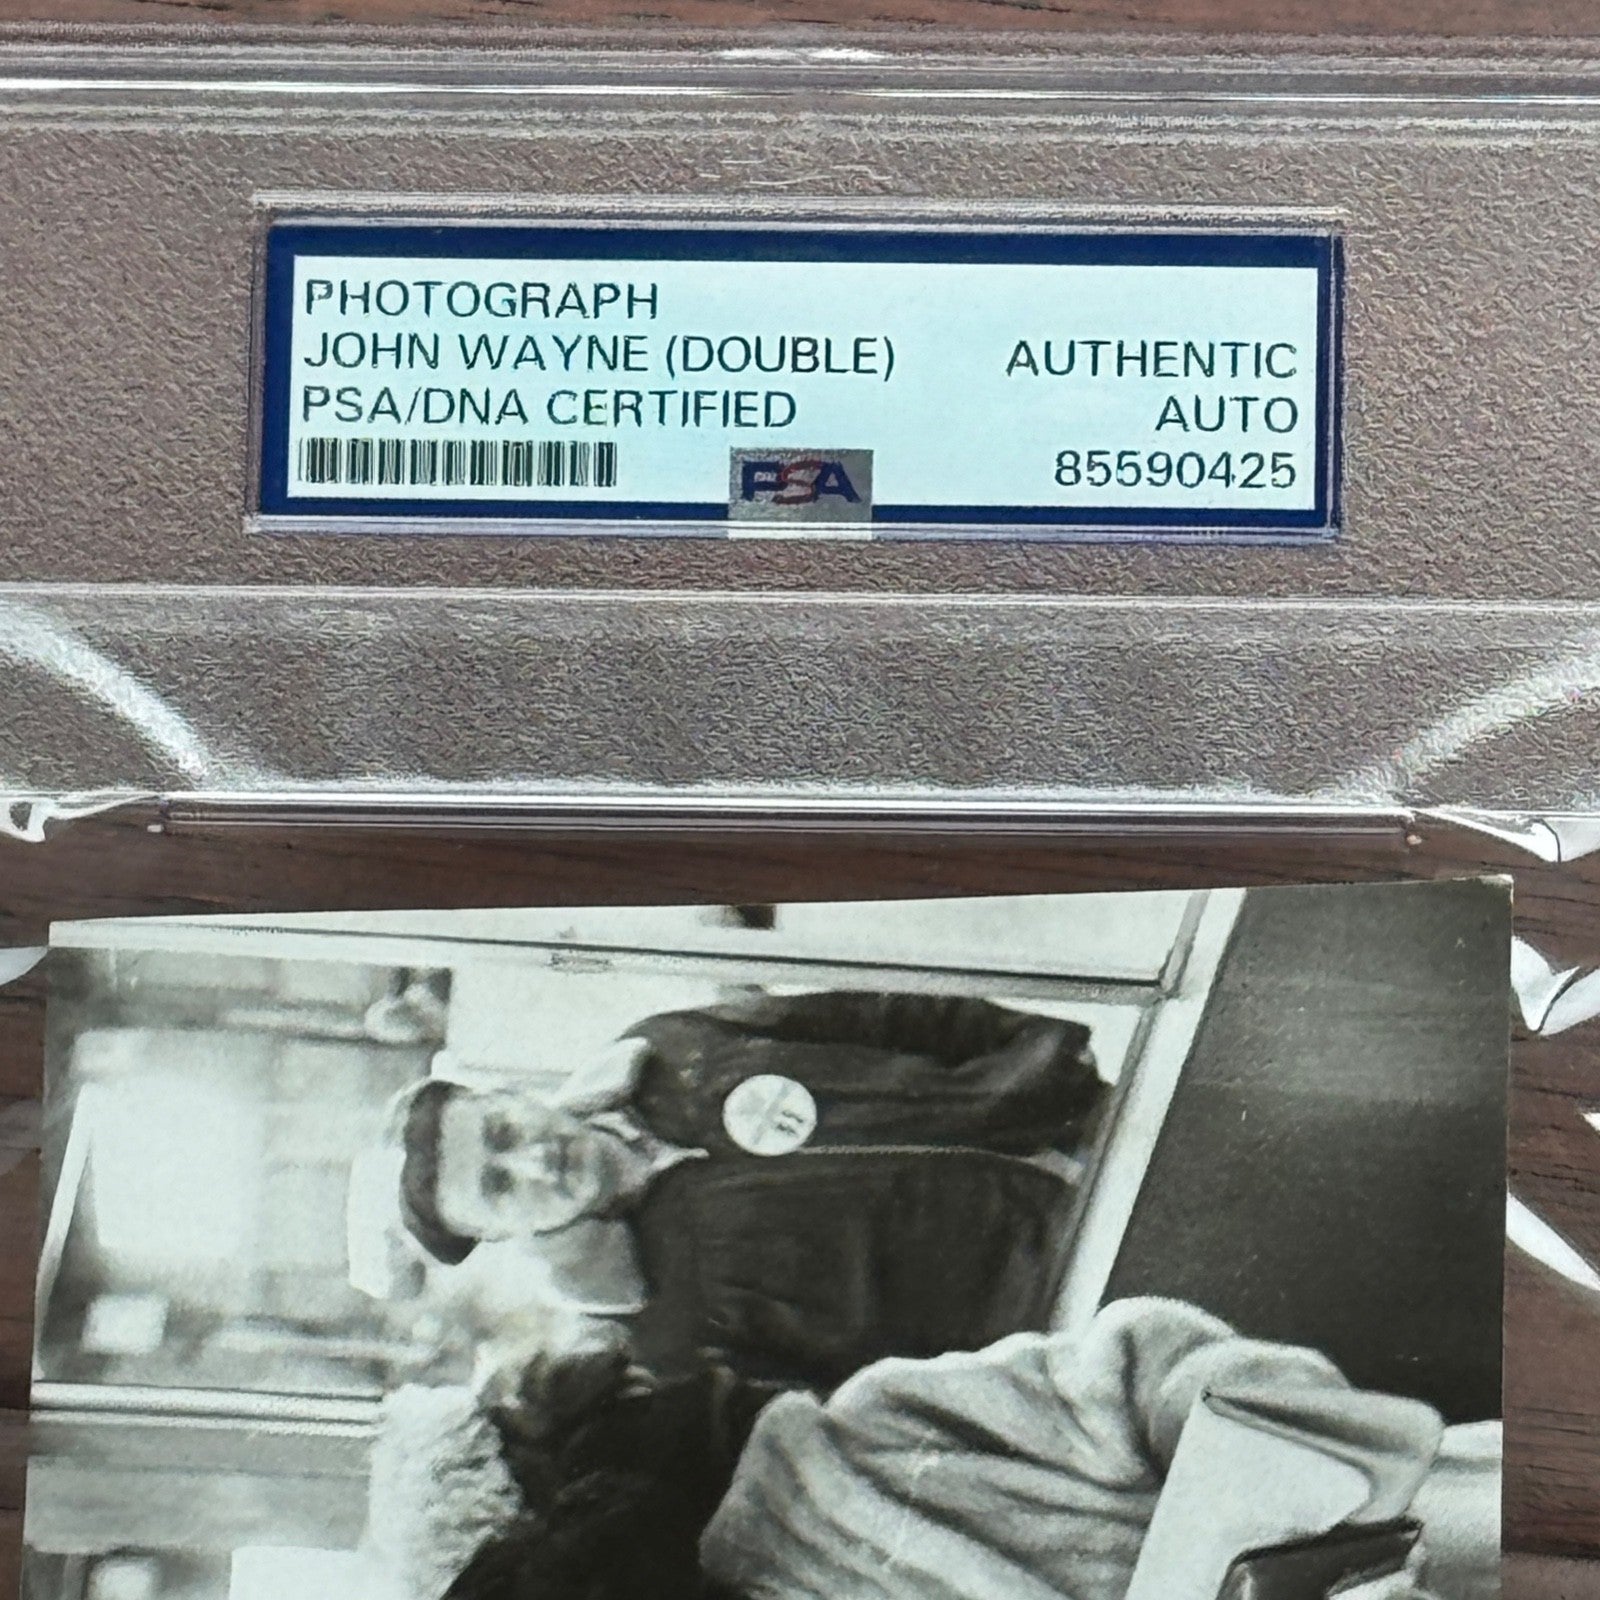 PHOTOGRAPH
JOHN WAYNE (DOUBLE) AUTHENTIC
PSA/DNA CERTIFIED AUTO
85590425
PSA